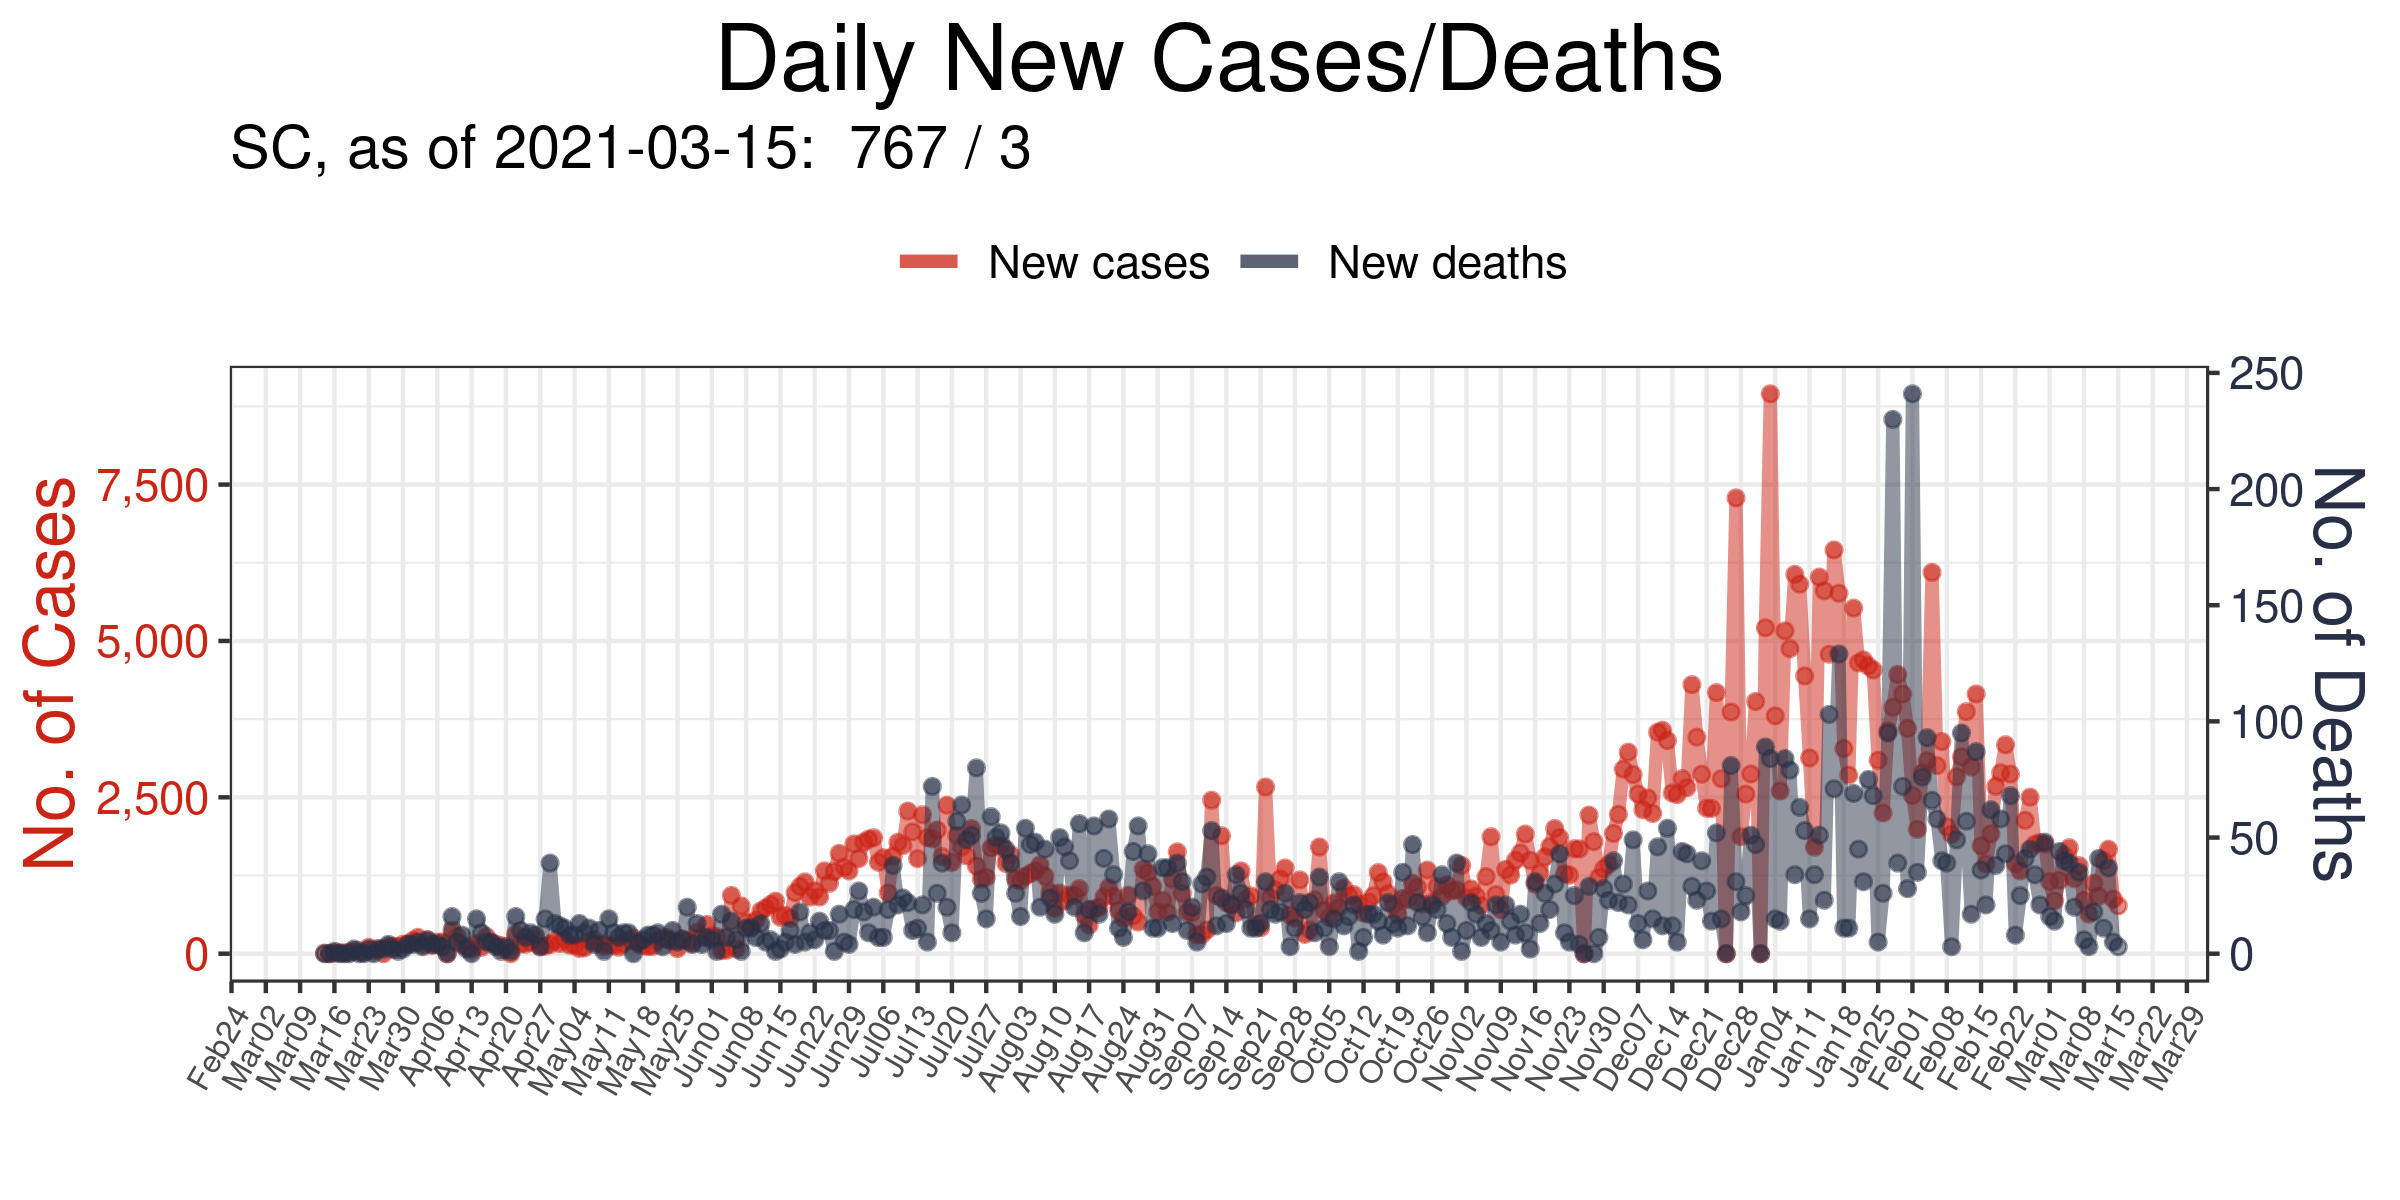 Daily New Cases/Deaths
SC, as of 2021-03-15:  767 / 3
New cases
New deaths
No. of Cases
7,500
5,000
2,500
0
250
200
150
100
50
0
No. of Deaths
Feb24
Mar02
Mar09
Mar16
Mar23
Mar30
Apr06
Apr13
Apr20
Apr27
May04
May11
May18
May25
Jun01
Jun08
Jun15
Jun22
Jun29
Jul06
Jul13
Jul20
Jul27
Aug03
Aug10
Aug17
Aug24
Aug31
Sep07
Sep14
Sep21
Sep28
Oct05
Oct12
Oct19
Oct26
Nov02
Nov09
Nov16
Nov23
Nov30
Dec07
Dec14
Dec21
Dec28
Jan04
Jan11
Jan18
Jan25
Feb01
Feb08
Feb15
Feb22
Mar01
Mar08
Mar15
Mar22
Mar29